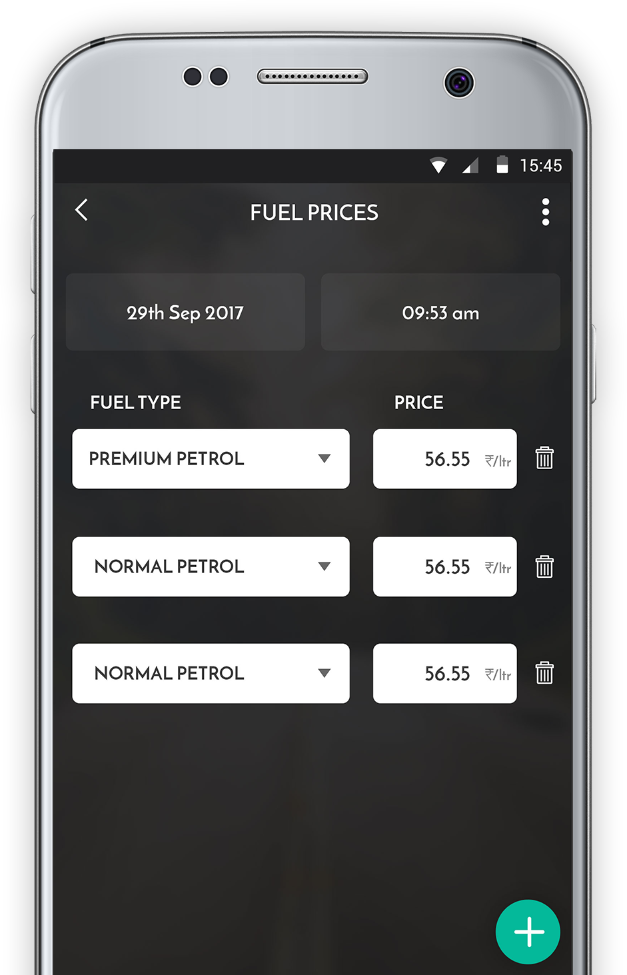 15:45
FUEL PRICES
29th Sep 2017 09:53 am
FUEL TYPE PRICE
PREMIUM PETROL 56.55 ₹/ltr
NORMAL PETROL 56.55 ₹/ltr
NORMAL PETROL 56.55 ₹/ltr